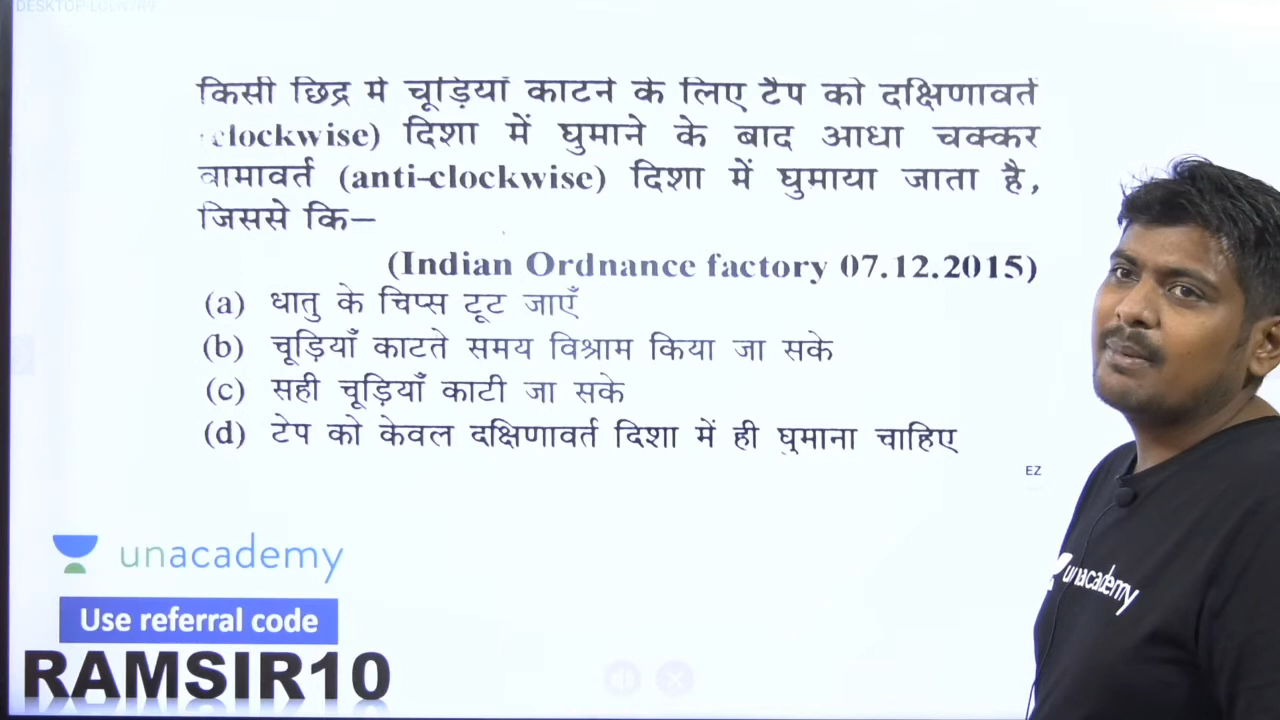 DESKTOP-
किसी छिद्र में चूड़ियाँ काटने के लिए टैप को दक्षिणावर्त
clockwise) दिशा में घुमाने के बाद आधा चक्कर
वामावर्त (anti-clockwise) दिशा में घुमाया जाता है,
जिससे कि–
(Indian Ordnance factory 07.12.2015)
(a) धातु के चिप्स टूट जाएँ
(b) चूड़ियाँ काटते समय विश्राम किया जा सके
(c) सही चूड़ियाँ काटी जा सके
(d) टेप को केवल दक्षिणावर्त दिशा में ही घुमाना चाहिए
EZ
unacademy
unacademy
Use referral code
RAMSIR10